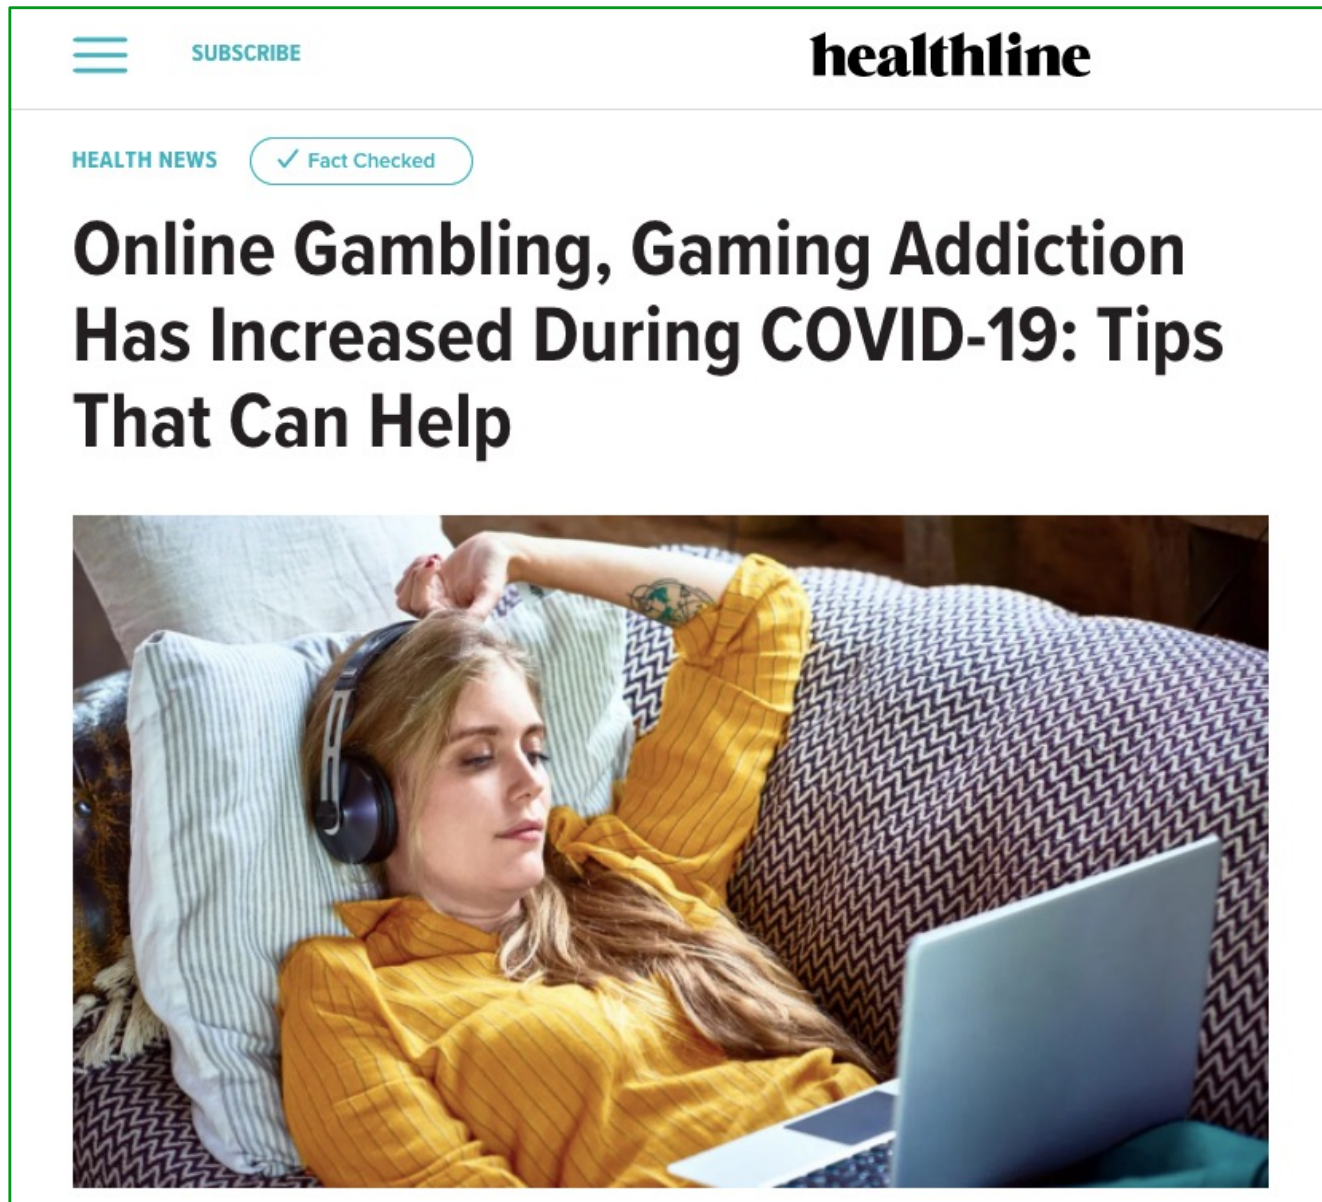 SUBSCRIBE
healthline
HEALTH NEWS
Fact Checked
Online Gambling, Gaming Addiction
Has Increased During COVID-19: Tips
That Can Help